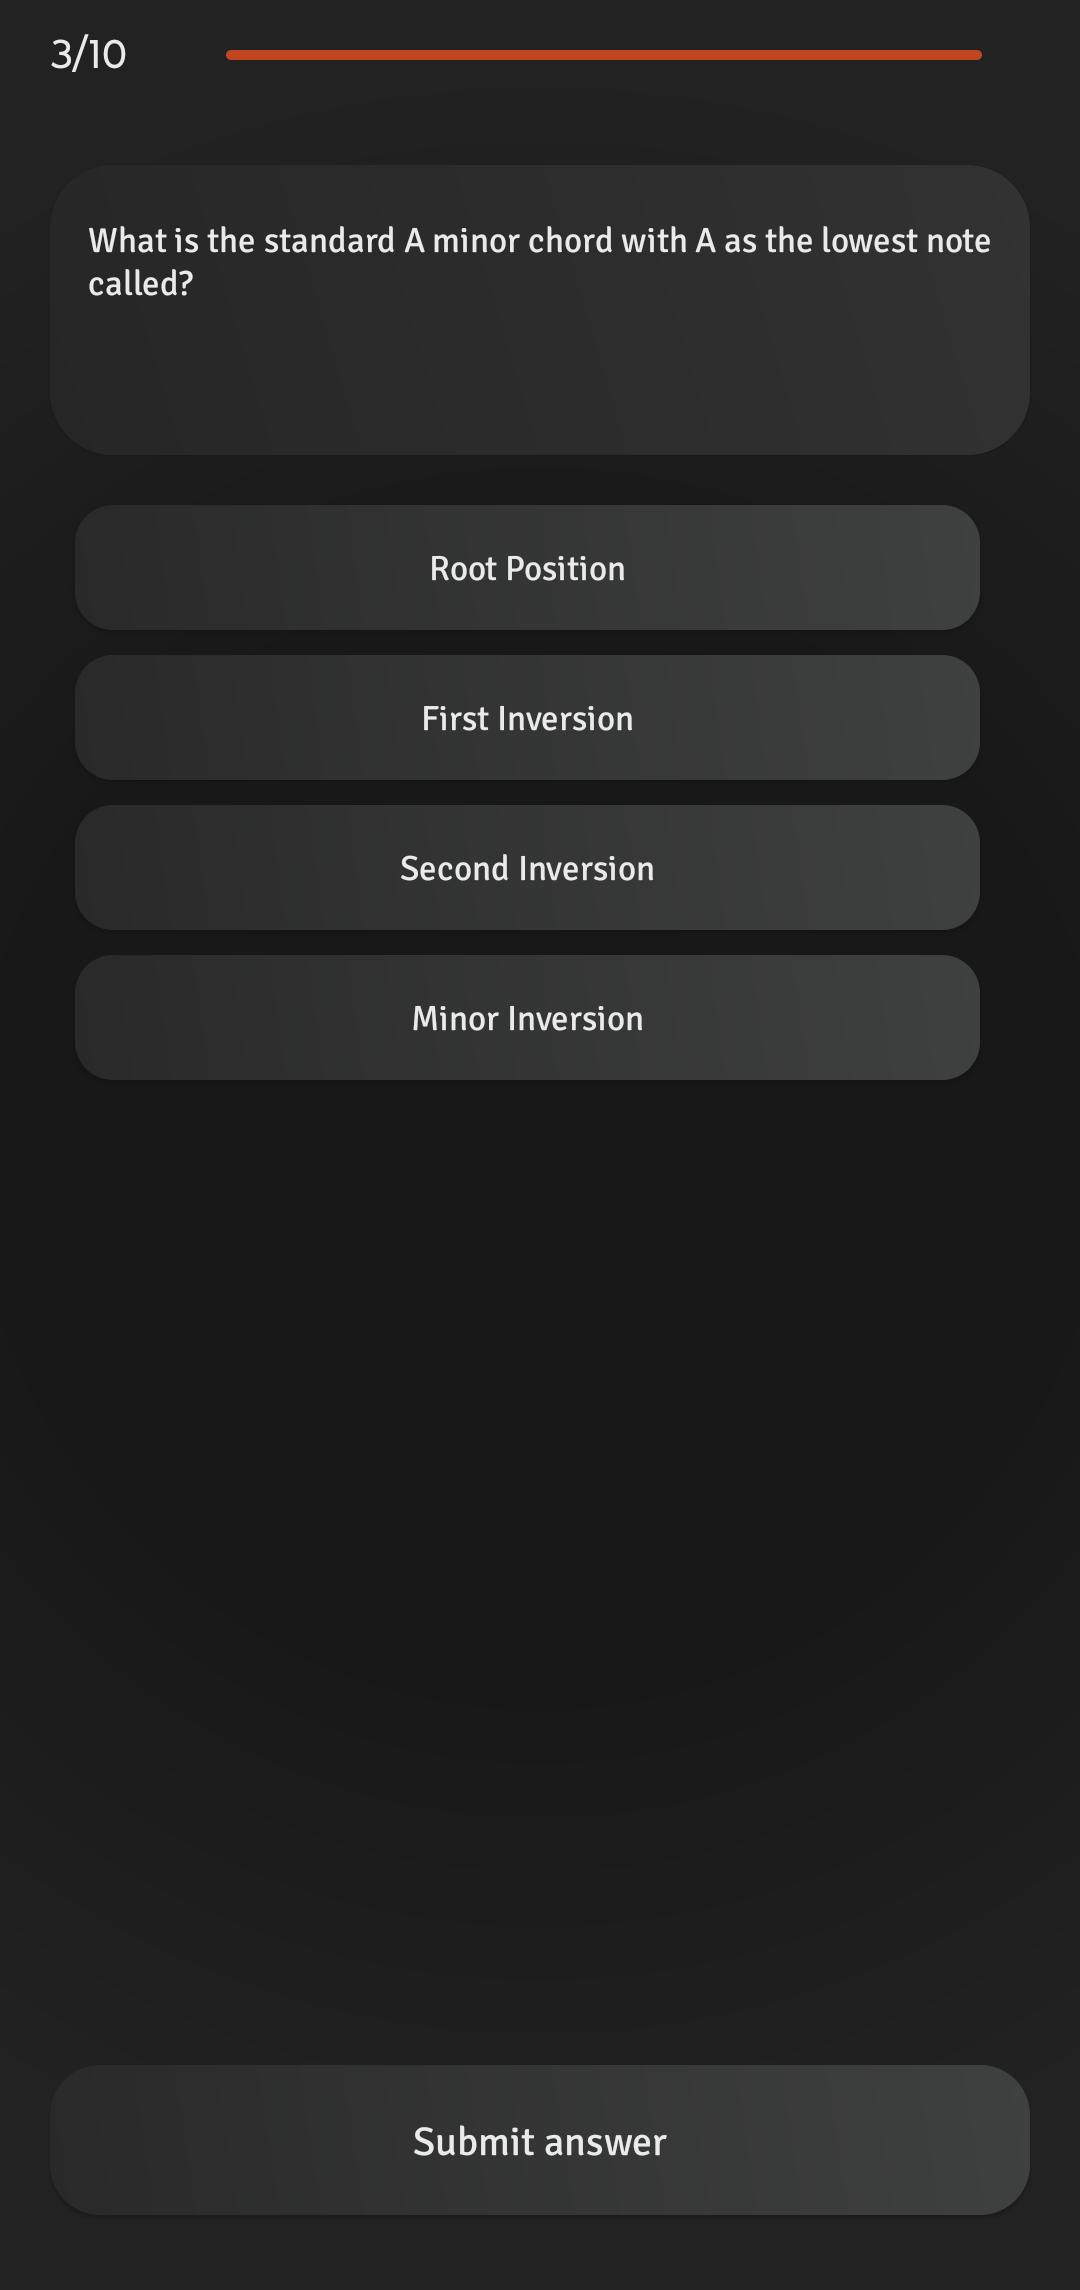 3/10
What is the standard A minor chord with A as the lowest note
called?
Root Position
First Inversion
Second Inversion
Minor Inversion
Submit answer